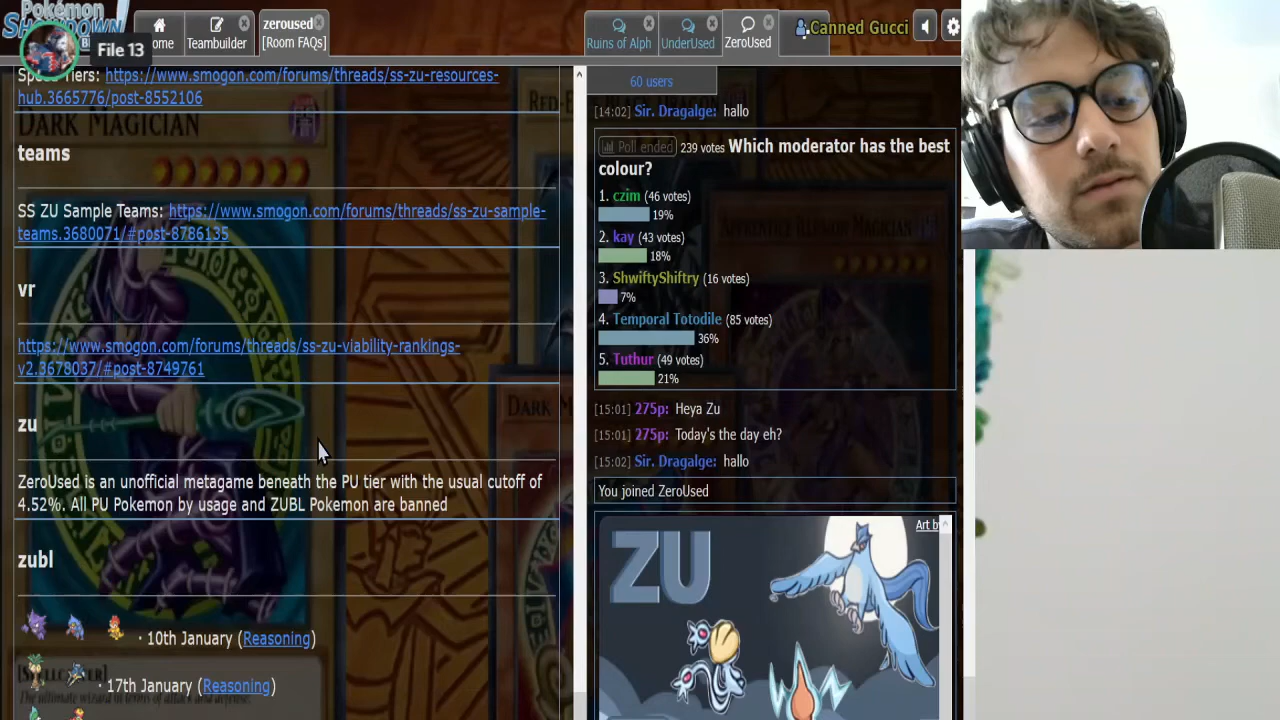 Pokémon
SHOWDOWN!
File 13
ome
Teambuilder
zeroused
[Room FAQs]
Ruins of Alph
UnderUsed
ZeroUsed
Canned Gucci
Speed Tiers: https://www.smogon.com/forums/threads/ss-zu-resources-
hub.3665776/post-8552106
DARK MAGICIAN
teams
SS ZU Sample Teams: https://www.smogon.com/forums/threads/ss-zu-sample-
teams.3680071/#post-8786135
vr
https://www.smogon.com/forums/threads/ss-zu-viability-rankings-
v2.3678037/#post-8749761
zu
ZeroUsed is an unofficial metagame beneath the PU tier with the usual cutoff of
4.52%. All PU Pokemon by usage and ZUBL Pokemon are banned
zubl
· 10th January (Reasoning)
· 17th January (Reasoning)
60 users
[14:02] Sir. Dragalge: hallo
Poll ended 239 votes Which moderator has the best
colour?
1. czim (46 votes)
19%
2. kay (43 votes)
18%
3. ShwiftyShiftry (16 votes)
7%
4. Temporal Totodile (85 votes)
36%
5. Tuthur (49 votes)
21%
[15:01] 275p: Heya Zu
[15:01] 275p: Today's the day eh?
[15:02] Sir. Dragalge: hallo
You joined ZeroUsed
Art by
ZU
DARK M